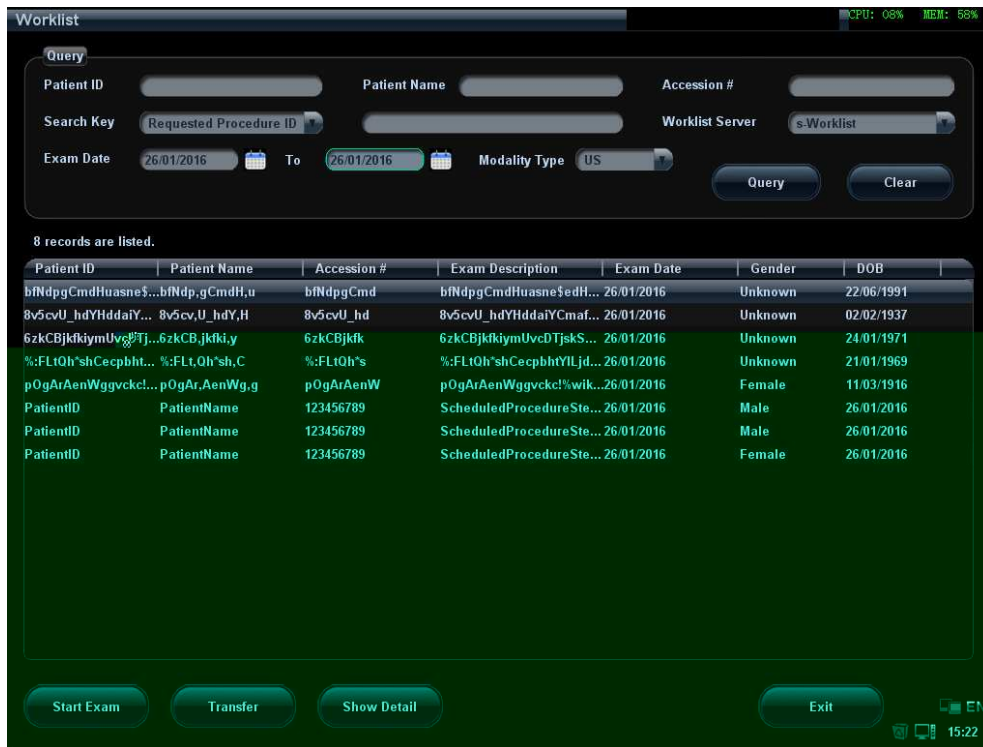 Worklist CPU: 08% MEM: 58%
Query
Patient ID Patient Name Accession #
Search Key Requested Procedure ID Worklist Server s-Worklist
Exam Date 26/01/2016 To 26/01/2016 Modality Type US
Query Clear
8 records are listed.
Patient ID Patient Name Accession # Exam Description Exam Date Gender DOB
bfNdpgCmdHuasne$... bfNdp,gCmdH,u bfNdpgCmd bfNdpgCmdHuasne$edH... 26/01/2016 Unknown 22/06/1991
8v5cvU_hdYHddaiY... 8v5cv,U_hdY,H 8v5cvU_hd 8v5cvU_hdYHddaiYCmaf... 26/01/2016 Unknown 02/02/1937
6zkCB,jkfki,y 6zkCBjkfk 6zkCBjkfkiymUvcDTjskS... 26/01/2016 Unknown 24/01/1971
%:FLtQh*shCecpbht... %:FLt,Qh*sh,C %:FLtQh*s %:FLtQh*shCecpbhtYILjd... 26/01/2016 Unknown 21/01/1969
pOgArAenWggvckc!... pOgAr,AenWg,g pOgArAenW pOgArAenWggvckc!%wik... 26/01/2016 Female 11/03/1916
PatientID PatientName 123456789 ScheduledProcedureSte... 26/01/2016 Male 26/01/2016
PatientID PatientName 123456789 ScheduledProcedureSte... 26/01/2016 Male 26/01/2016
PatientID PatientName 123456789 ScheduledProcedureSte... 26/01/2016 Female 26/01/2016
Start Exam Transfer Show Detail Exit EN
15:22